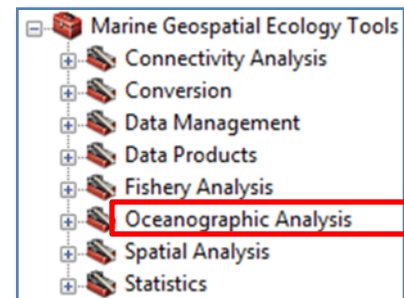 Marine Geospatial Ecology Tools
Connectivity Analysis
Conversion
Data Management
Data Products
Fishery Analysis
Oceanographic Analysis
Spatial Analysis
Statistics